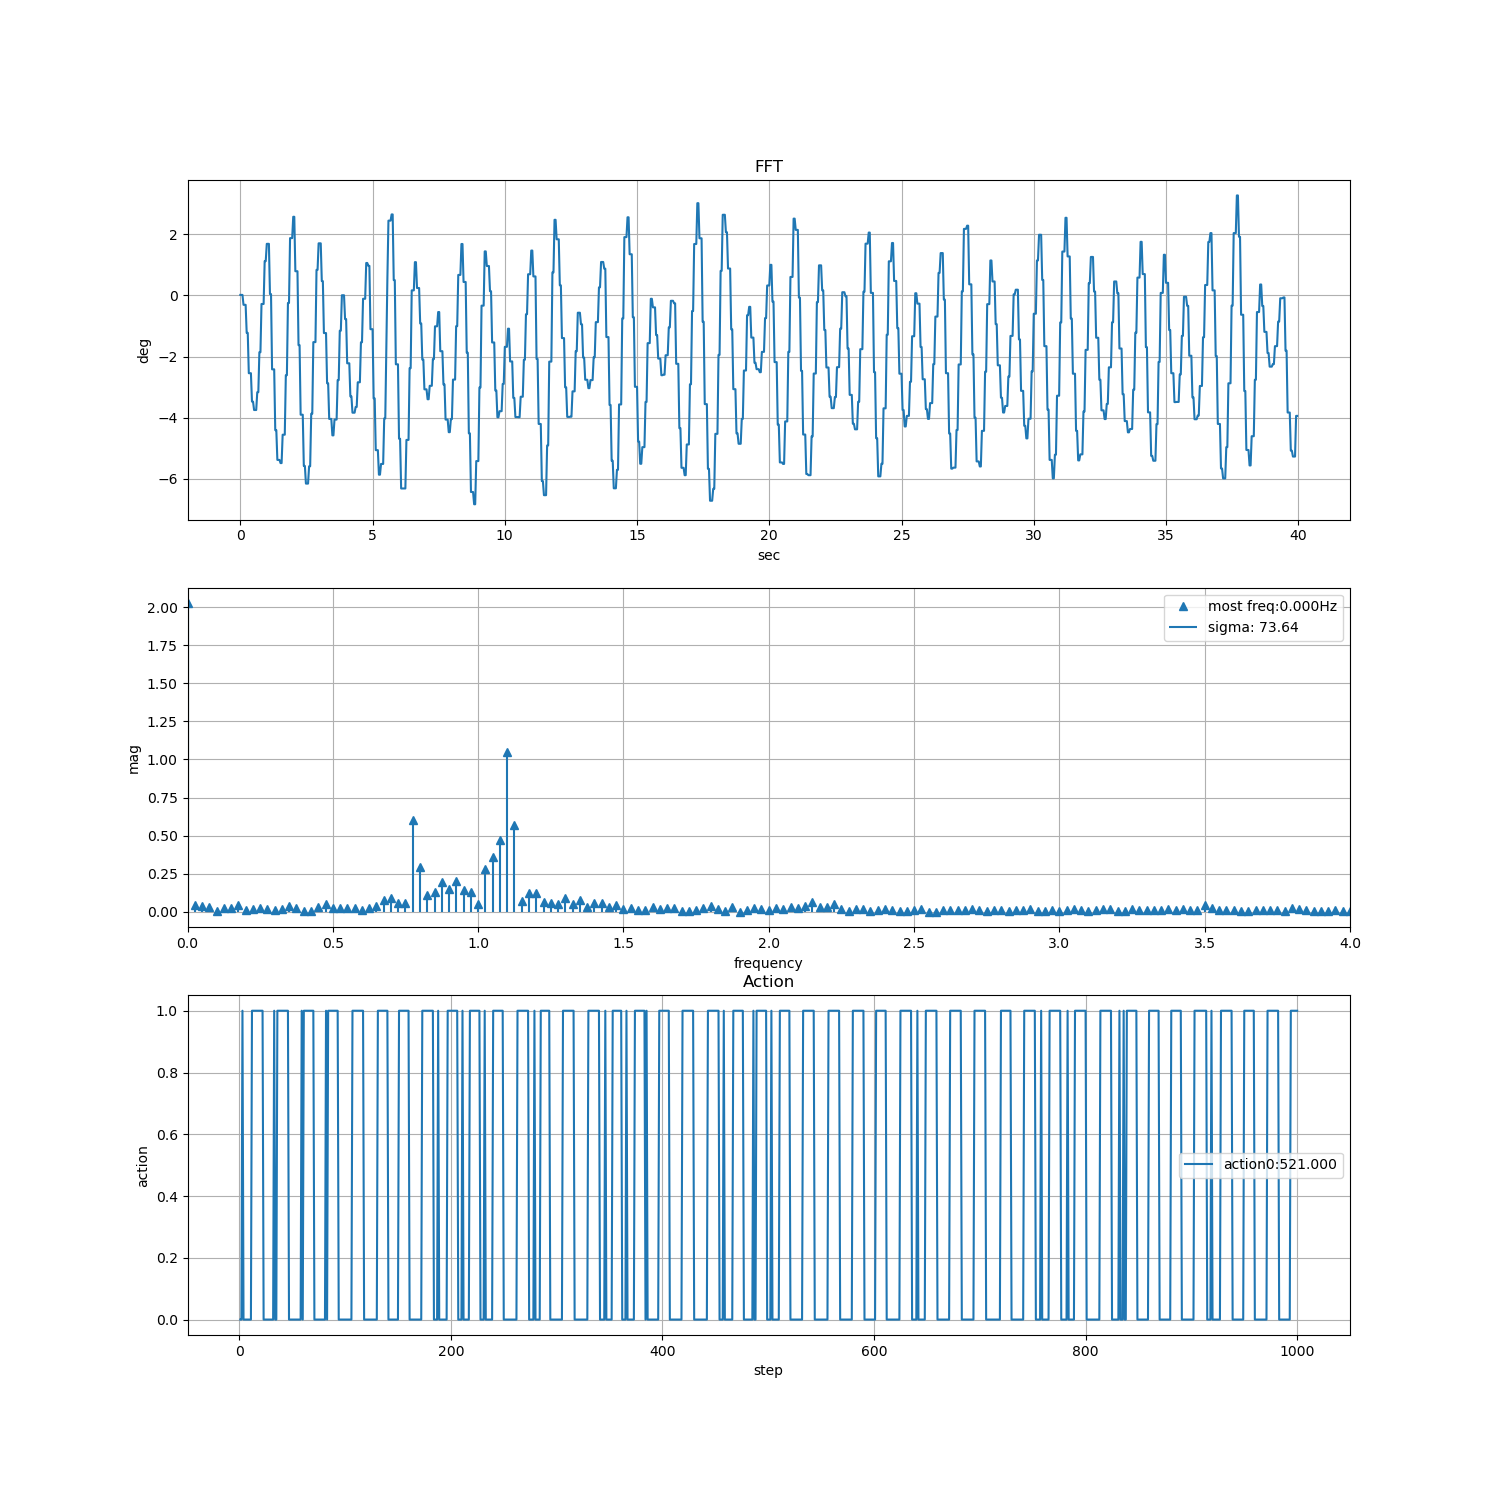 FFT
2
0
−2
−4
−6
deg
0 5 10 15 20 25 30 35 40
sec
2.00
1.75
1.50
1.25
1.00
0.75
0.50
0.25
0.00
mag
most freq:0.000Hz
sigma: 73.64
0.0 0.5 1.0 1.5 2.0 2.5 3.0 3.5 4.0
frequency
Action
1.0
0.8
0.6
0.4
0.2
0.0
action
action0:521.000
0 200 400 600 800 1000
step